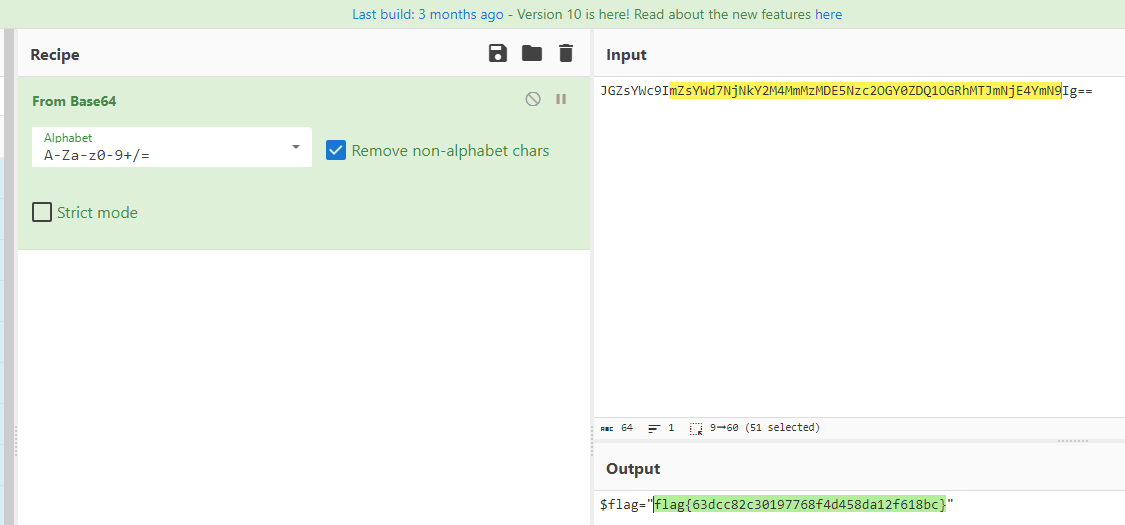 Last build: 3 months ago - Version 10 is here! Read about the new features here
Recipe
From Base64
Alphabet
A-Za-z0-9+/=
Remove non-alphabet chars
Strict mode
Input
JGZsYWc9ImZsYWd7NjNkY2M4MmMzMDE5Nzc2OGY0ZDQ1OGRhMTJmNjE4YmN9Ig==
ABC 64 1 9→60 (51 selected)
Output
$flag="flag{63dcc82c30197768f4d458da12f618bc}"